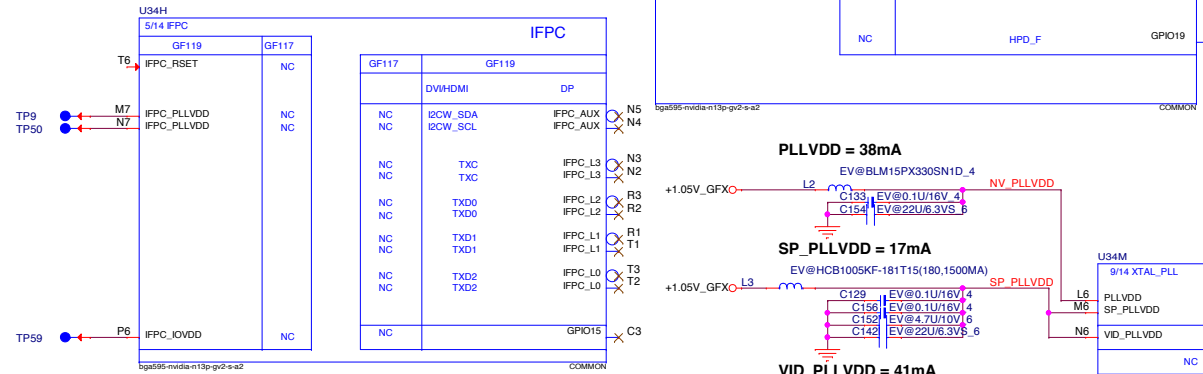 U34H
5/14 IFPC
IFPC
GF119
GF117
T6
IFPC_RSET
NC
GF117
GF119
DVI/HDMI
DP
TP9
M7
IFPC_PLLVDD
NC
NC
I2CW_SDA
IFPC_AUX
N5
TP50
N7
IFPC_PLLVDD
NC
NC
I2CW_SCL
IFPC_AUX
N4
NC
TXC
IFPC_L3
N3
NC
TXC
IFPC_L3
N2
NC
TXD0
IFPC_L2
R3
NC
TXD0
IFPC_L2
R2
NC
TXD1
IFPC_L1
R1
NC
TXD1
IFPC_L1
T1
NC
TXD2
IFPC_L0
T3
NC
TXD2
IFPC_L0
T2
TP59
P6
IFPC_IOVDD
NC
NC
GPIO15
C3
bga595-nvidia-n13p-gv2-s-a2
COMMON
NC
HPD_F
GPIO19
bga595-nvidia-n13p-gv2-s-a2
COMMON
PLLVDD = 38mA
EV@BLM15PX330SN1D_4
+1.05V_GFX
L2
NV_PLLVDD
C133
EV@0.1U/16V_4
C154
EV@22U/6.3VS_6
SP_PLLVDD = 17mA
EV@HCB1005KF-181T15(180,1500MA)
+1.05V_GFX
L3
SP_PLLVDD
C129
EV@0.1U/16V_4
C156
EV@0.1U/16V_4
C152
EV@4.7U/10V_6
C142
EV@22U/6.3VS_6
VID_PLLVDD = 41mA
U34M
9/14 XTAL_PLL
L6
PLLVDD
M6
SP_PLLVDD
N6
VID_PLLVDD
NC